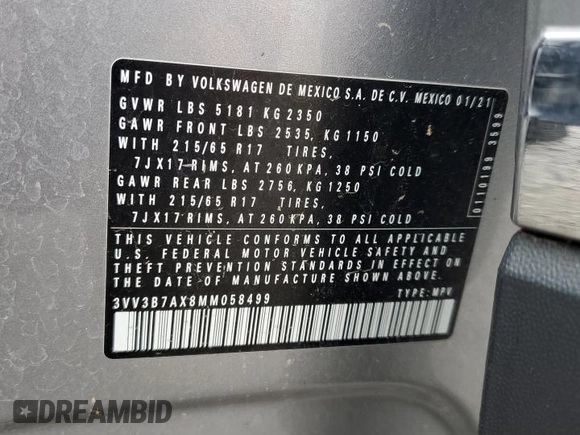 MFD BY VOLKSWAGEN DE MEXICO S.A. DE C.V. MEXICO 01/21
GVWR LBS 5181 KG 2350
GAWR FRONT LBS 2535, KG 1150
WITH 215/65 R17 TIRES,
7JX17 RIMS, AT 260 KPA, 38 PSI COLD
GAWR REAR LBS 2756, KG 1250
WITH 215/65 R17 TIRES,
7JX17 RIMS, AT 260 KPA, 38 PSI COLD
THIS VEHICLE CONFORMS TO ALL APPLICABLE
U.S. FEDERAL MOTOR VEHICLE SAFETY AND
THEFT PREVENTION STANDARDS IN EFFECT ON
THE DATE OF MANUFACTURE SHOWN ABOVE.
3VV3B7AX8MM058499 TYPE: MPV
0110199 3599
DREAMBID